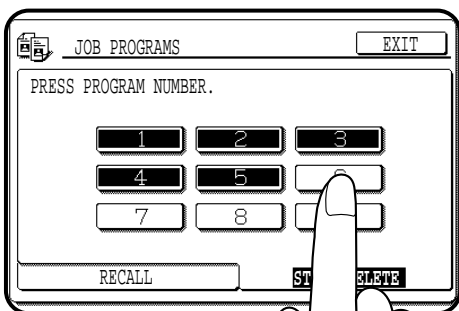 JOB PROGRAMS
EXIT
PRESS PROGRAM NUMBER.
1 2 3
4 5
7 8
RECALL